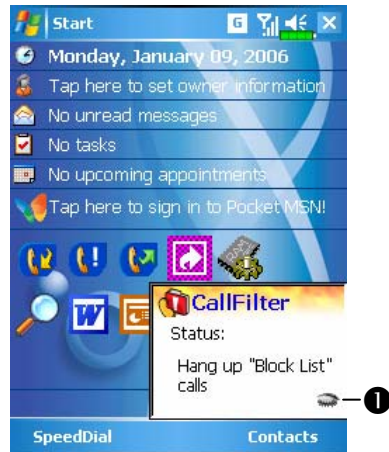 Start
G
Monday, January 09, 2006
Tap here to set owner information
No unread messages
No tasks
No upcoming appointments
Tap here to sign in to Pocket MSN!
W
CallFilter
Status:
Hang up "Block List"
calls
1
SpeedDial Contacts